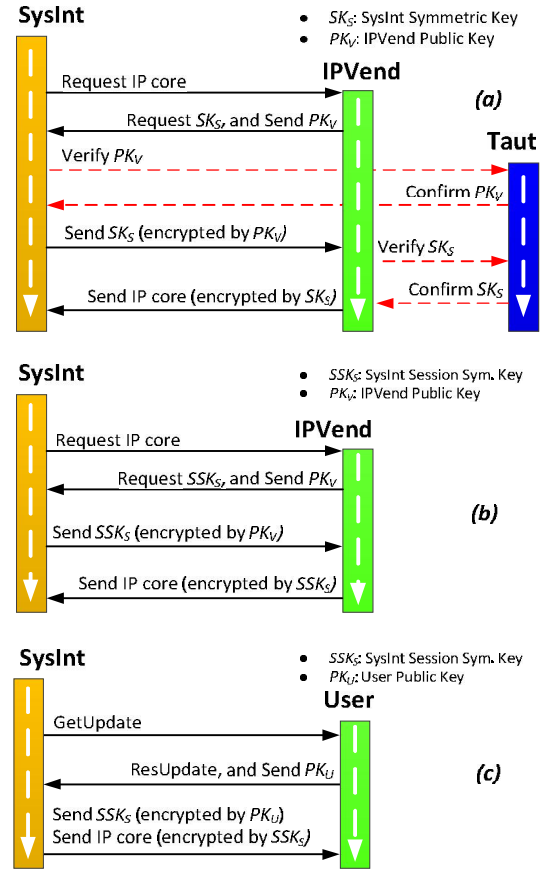 SysInt
● SKS: SysInt Symmetric Key
● PKV: IPVend Public Key
IPVend
Request IP core
(a)
Request SKS, and Send PKV
Taut
Verify PKV
Confirm PKV
Send SKS (encrypted by PKV)
Verify SKS
Confirm SKS
Send IP core (encrypted by SKS)
SysInt
● SSKS: SysInt Session Sym. Key
● PKV: IPVend Public Key
IPVend
Request IP core
Request SSKS, and Send PKV
(b)
Send SSKS (encrypted by PKV)
Send IP core (encrypted by SSKS)
SysInt
● SSKS: SysInt Session Sym. Key
● PKU: User Public Key
User
GetUpdate
ResUpdate, and Send PKU
(c)
Send SSKS (encrypted by PKU)
Send IP core (encrypted by SSKS)